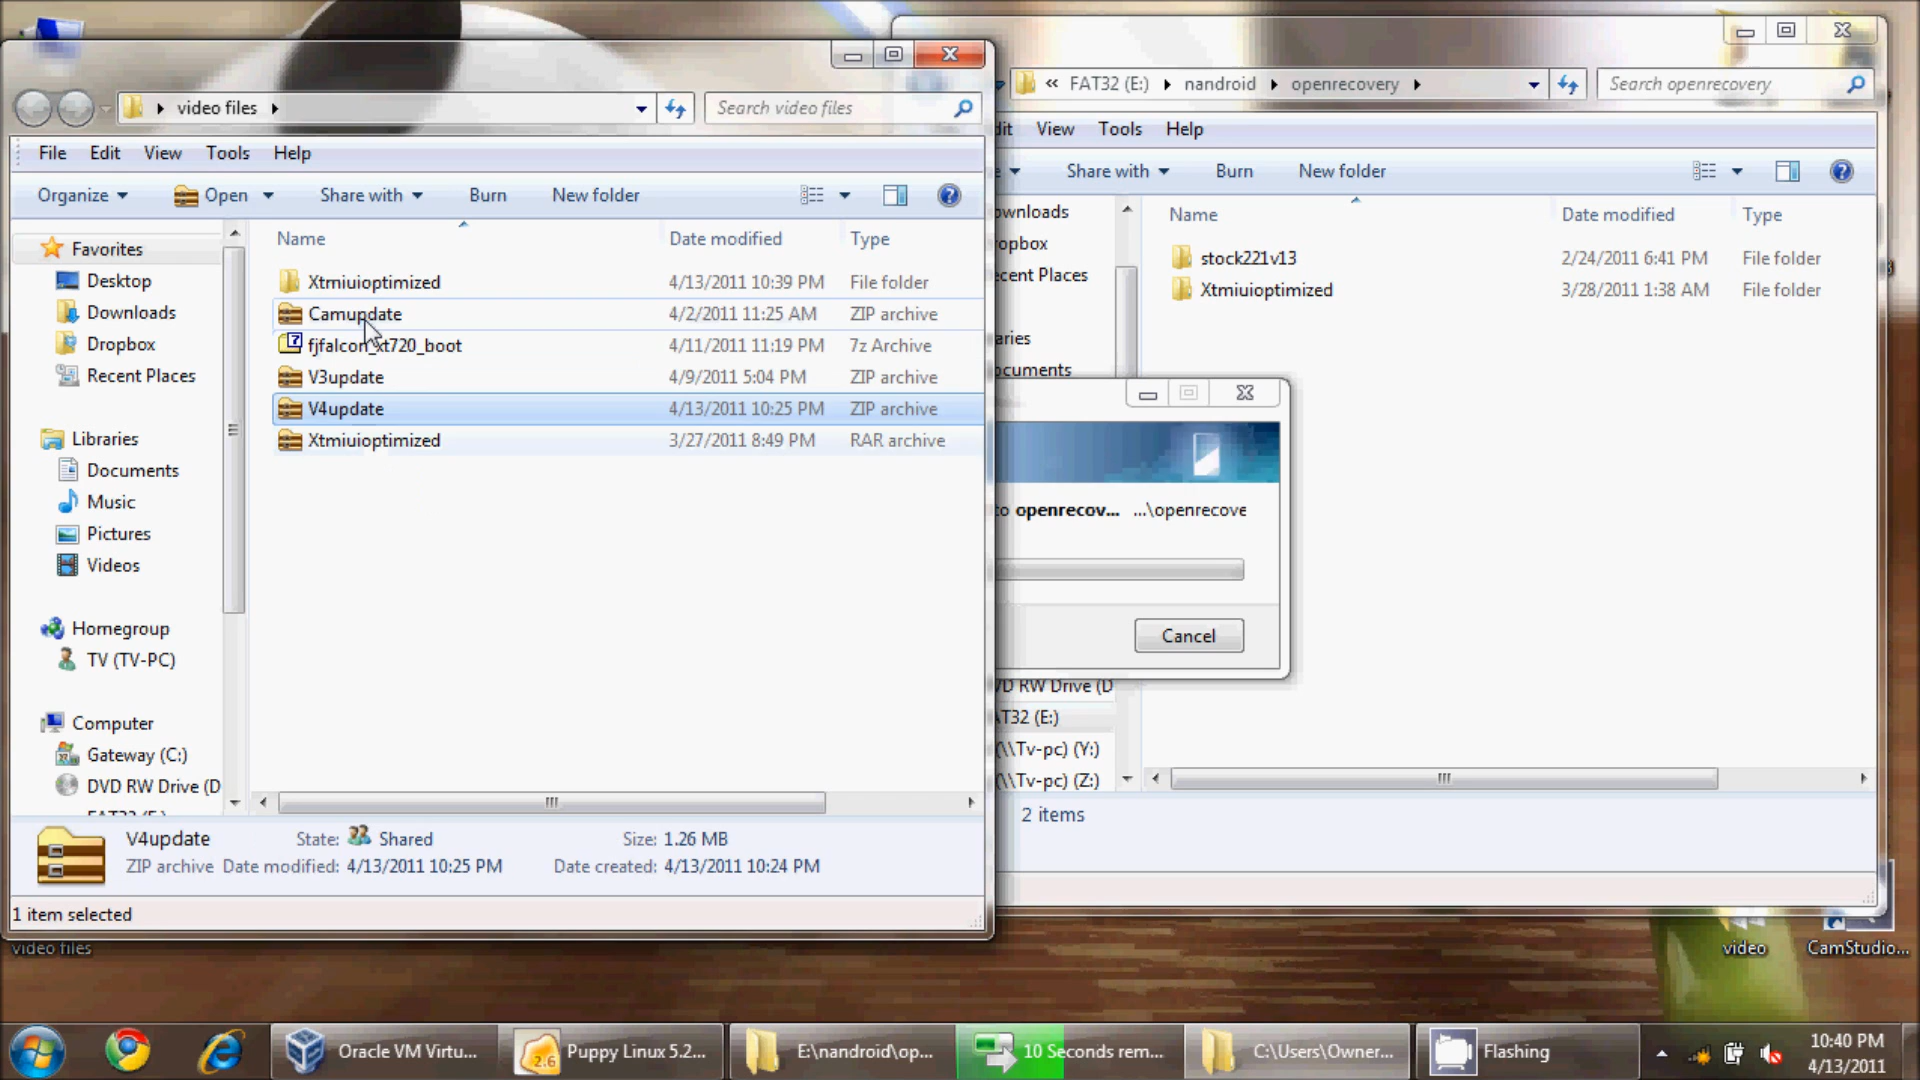 video files
Search video files
File Edit View Tools Help
Organize Open Share with Burn New folder
Favorites
Desktop
Downloads
Dropbox
Recent Places
Libraries
Documents
Music
Pictures
Videos
Homegroup
TV (TV-PC)
Computer
Gateway (C:)
DVD RW Drive (D
Name Date modified Type
Xtmiuioptimized 4/13/2011 10:39 PM File folder
Camupdate 4/2/2011 11:25 AM ZIP archive
fjfalcon_xt720_boot 4/11/2011 11:19 PM 7z Archive
V3update 4/9/2011 5:04 PM ZIP archive
V4update 4/13/2011 10:25 PM ZIP archive
Xtmiuioptimized 3/27/2011 8:49 PM RAR archive
V4update State: Shared Size: 1.26 MB
ZIP archive Date modified: 4/13/2011 10:25 PM Date created: 4/13/2011 10:24 PM
1 item selected
« FAT32 (E:) nandroid openrecovery
Search openrecovery
dit View Tools Help
e Share with Burn New folder
ownloads
ropbox
ecent Places
aries
ocuments
Name Date modified Type
stock221v13 2/24/2011 6:41 PM File folder
Xtmiuioptimized 3/28/2011 1:38 AM File folder
to openrecov... ...\openrecove
Cancel
VD RW Drive (D
AT32 (E:)
(\\Tv-pc) (Y:)
(\\Tv-pc) (Z:)
2 items
video files
video
CamStudio...
Oracle VM Virtu...
2.6
Puppy Linux 5.2...
E:\nandroid\op...
10 Seconds rem...
C:\Users\Owner...
Flashing
10:40 PM
4/13/2011